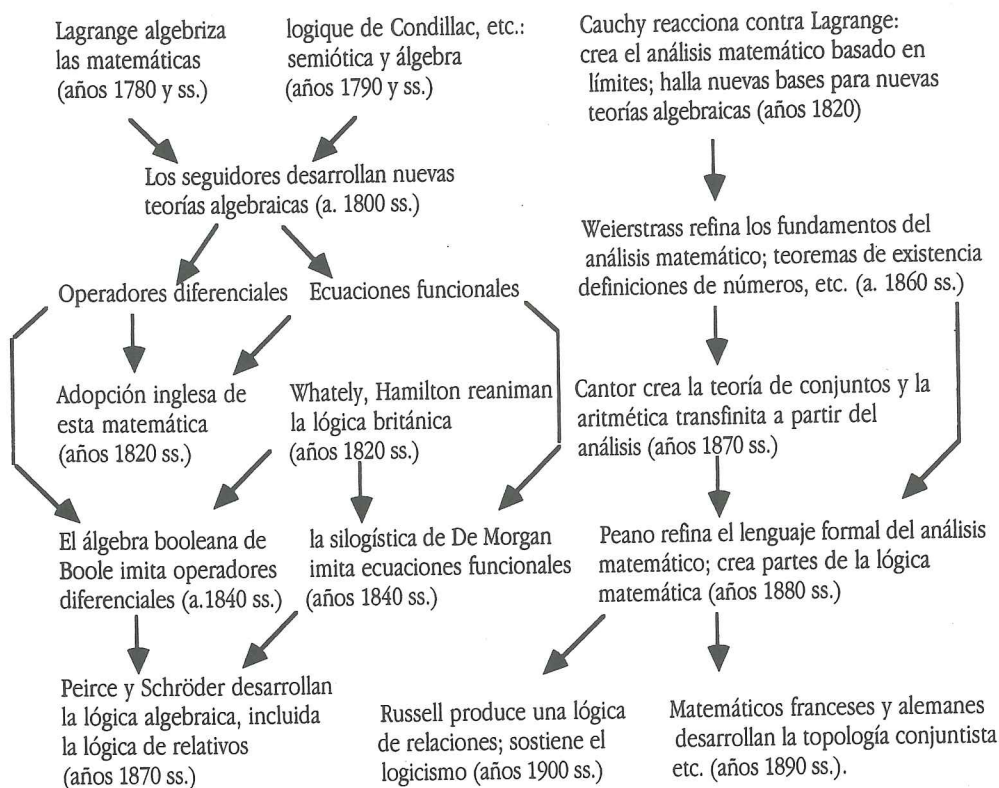 Lagrange algebriza
las matemáticas
(años 1780 y ss.)
logique de Condillac, etc.:
semiótica y álgebra
(años 1790 y ss.)
Cauchy reacciona contra Lagrange:
crea el análisis matemático basado en
límites; halla nuevas bases para nuevas
teorías algebraicas (años 1820)
Los seguidores desarrollan nuevas
teorías algebraicas (a. 1800 ss.)
Weierstrass refina los fundamentos del
análisis matemático; teoremas de existencia
definiciones de números, etc. (a. 1860 ss.)
Operadores diferenciales
Ecuaciones funcionales
Adopción inglesa de
esta matemática
(años 1820 ss.)
Whately, Hamilton reaniman
la lógica británica
(años 1820 ss.)
Cantor crea la teoría de conjuntos y la
aritmética transfinita a partir del
análisis (años 1870 ss.)
El álgebra booleana de
Boole imita operadores
diferenciales (a.1840 ss.)
la silogística de De Morgan
imita ecuaciones funcionales
(años 1840 ss.)
Peano refina el lenguaje formal del análisis
matemático; crea partes de la lógica
matemática (años 1880 ss.)
Peirce y Schröder desarrollan
la lógica algebraica, incluida
la lógica de relativos
(años 1870 ss.)
Russell produce una lógica
de relaciones; sostiene el
logicismo (años 1900 ss.)
Matemáticos franceses y alemanes
desarrollan la topología conjuntista
etc. (años 1890 ss.).